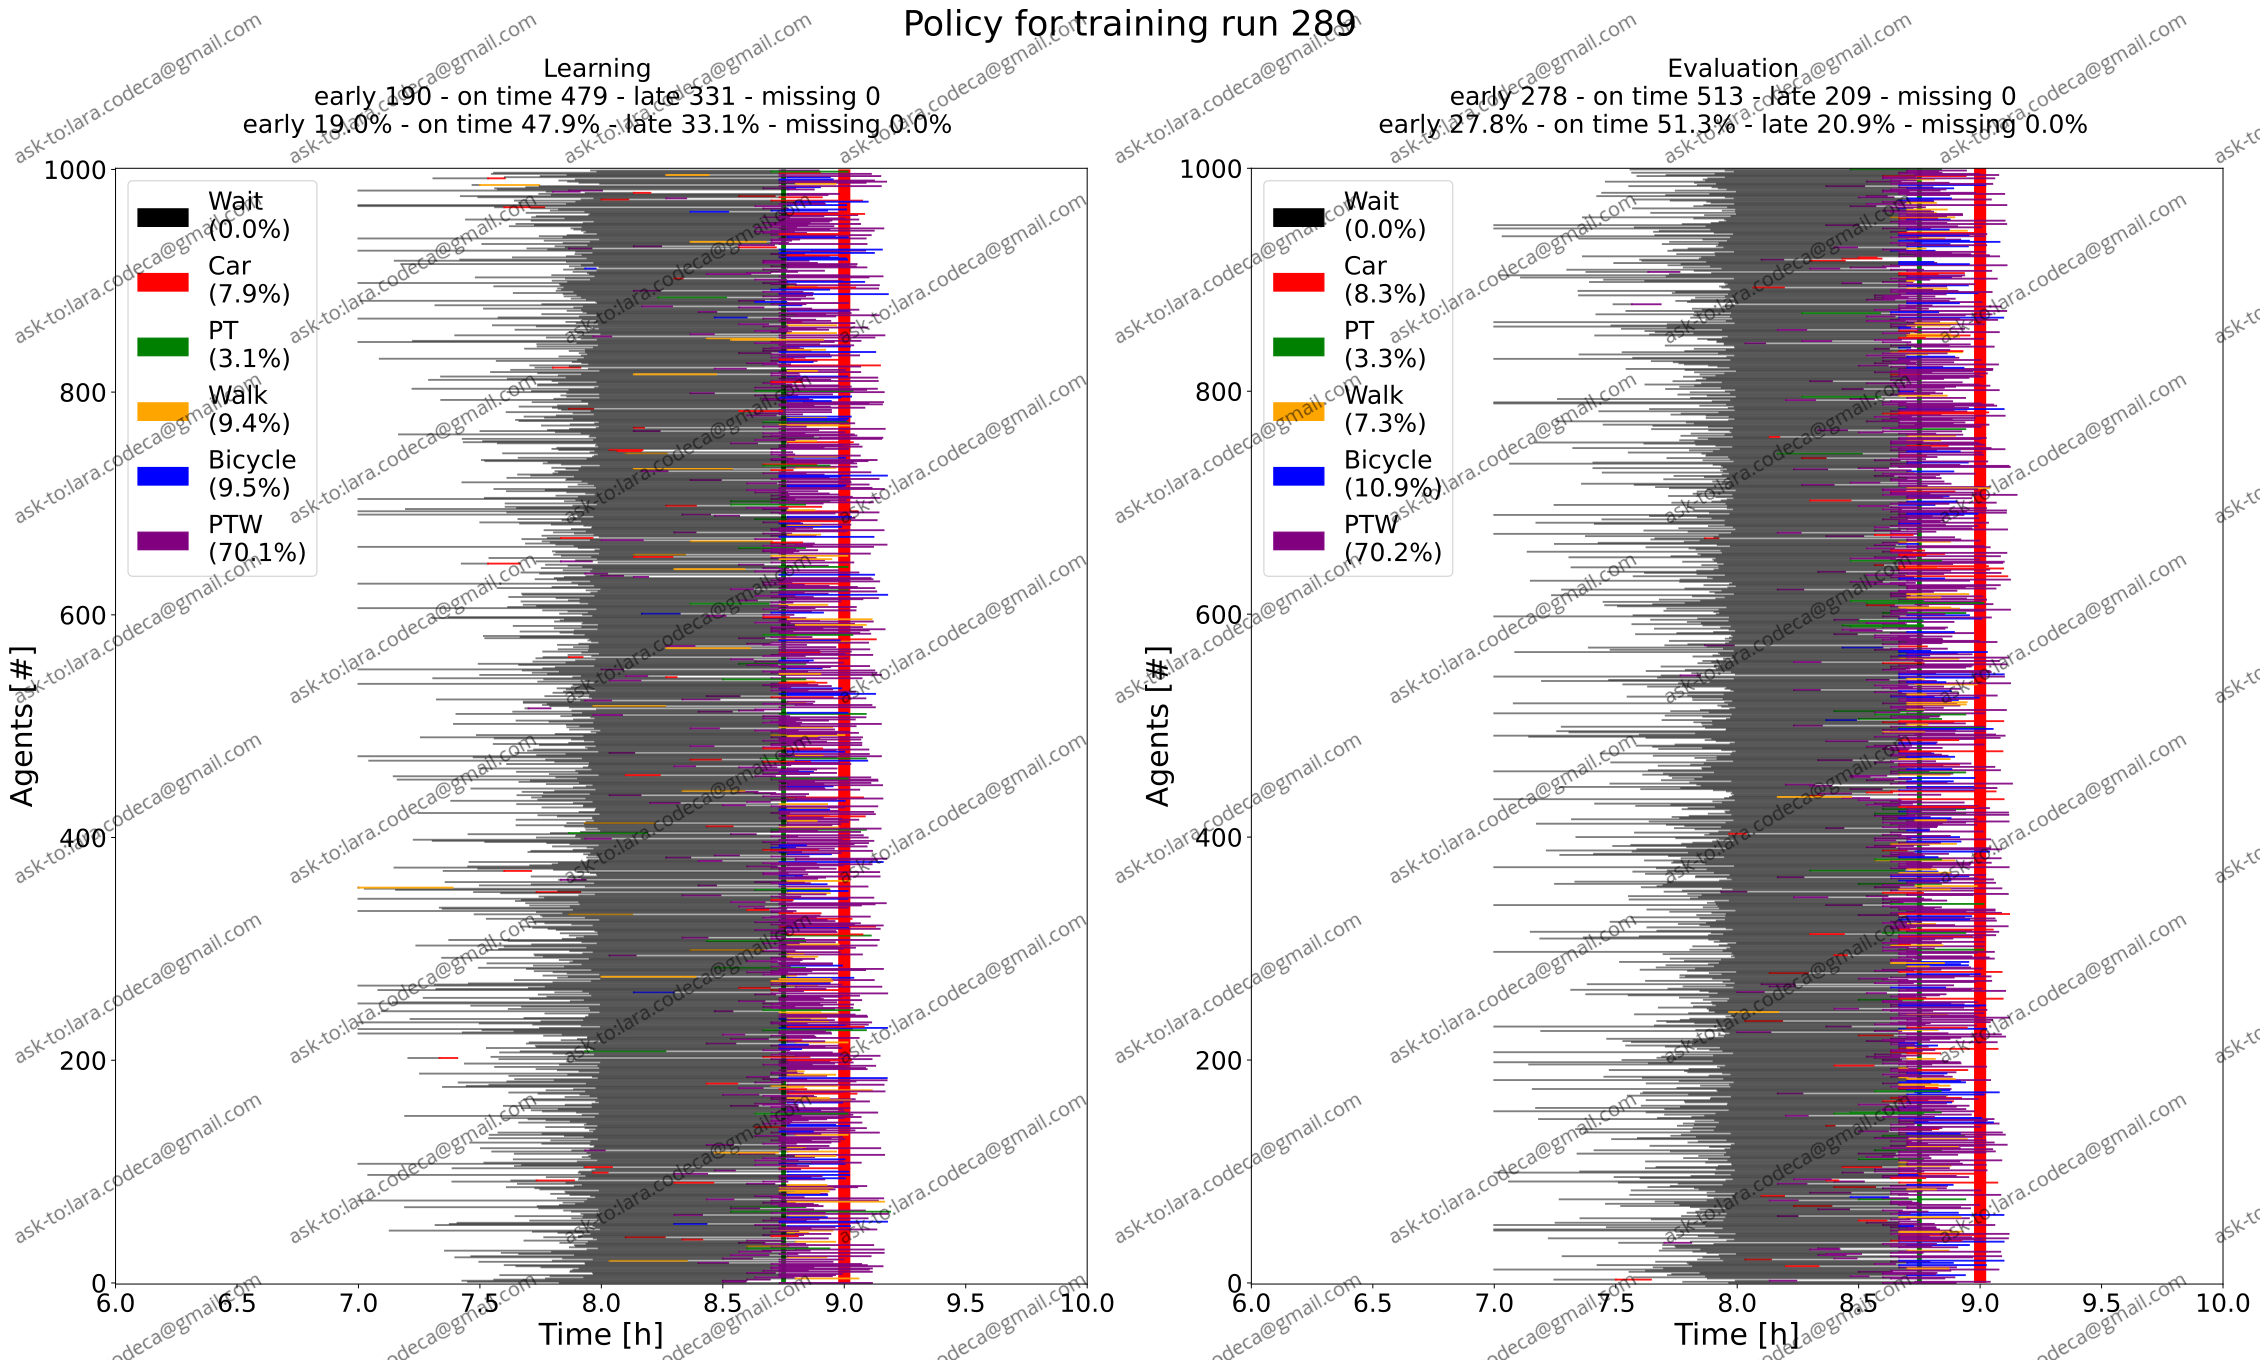 Policy for training run 289
Learning
early 190 - on time 479 - late 331 - missing 0
early 19.0% - on time 47.9% - late 33.1% - missing 0.0%
Agents [#]
1000
800
600
400
200
0
Wait
(0.0%)
Car
(7.9%)
PT
(3.1%)
Walk
(9.4%)
Bicycle
(9.5%)
PTW
(70.1%)
6.0 6.5 7.0 7.5 8.0 8.5 9.0 9.5 10.0
Time [h]
Evaluation
early 278 - on time 513 - late 209 - missing 0
early 27.8% - on time 51.3% - late 20.9% - missing 0.0%
Agents [#]
1000
800
600
400
200
0
Wait
(0.0%)
Car
(8.3%)
PT
(3.3%)
Walk
(7.3%)
Bicycle
(10.9%)
PTW
(70.2%)
6.0 6.5 7.0 7.5 8.0 8.5 9.0 9.5 10.0
Time [h]
ask-to:lara.codeca@gmail.com